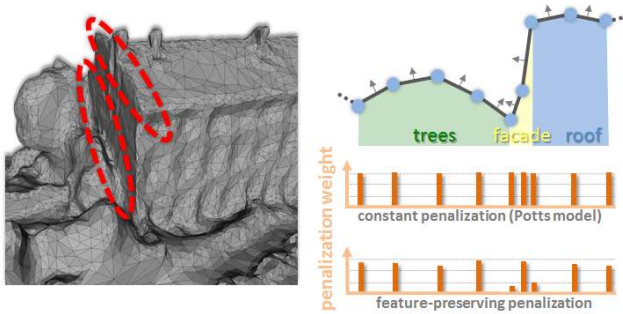 trees
facade
roof
penalization weight
constant penalization (Potts model)
feature-preserving penalization